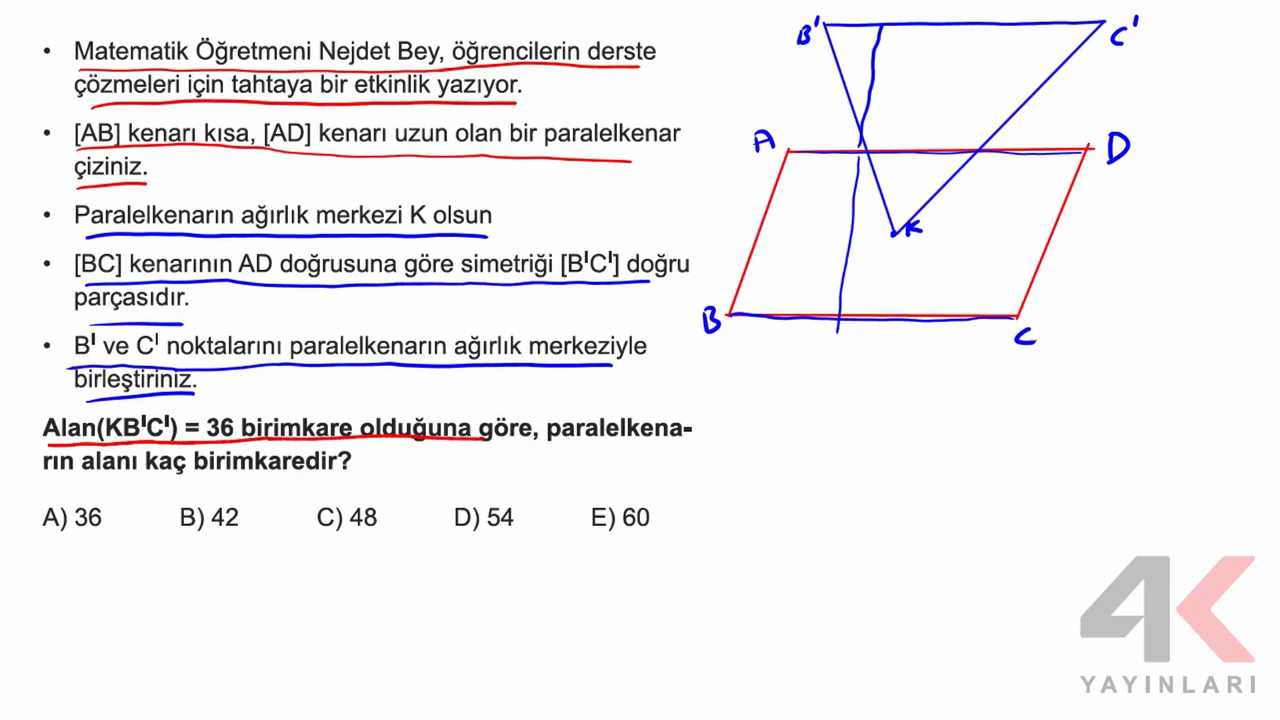 • Matematik Öğretmeni Nejdet Bey, öğrencilerin derste
çözmeleri için tahtaya bir etkinlik yazıyor.
• [AB] kenarı kısa, [AD] kenarı uzun olan bir paralelkenar
çiziniz.
• Paralelkenarın ağırlık merkezi K olsun
• [BC] kenarının AD doğrusuna göre simetriği [BᴵCᴵ] doğru
parçasıdır.
• Bᴵ ve Cᴵ noktalarını paralelkenarın ağırlık merkeziyle
birleştiriniz.
Alan(KBᴵCᴵ) = 36 birimkare olduğuna göre, paralelkena-
rın alanı kaç birimkaredir?
A) 36 B) 42 C) 48 D) 54 E) 60
B' C'
A D
K
B C
4K
YAYINLARI